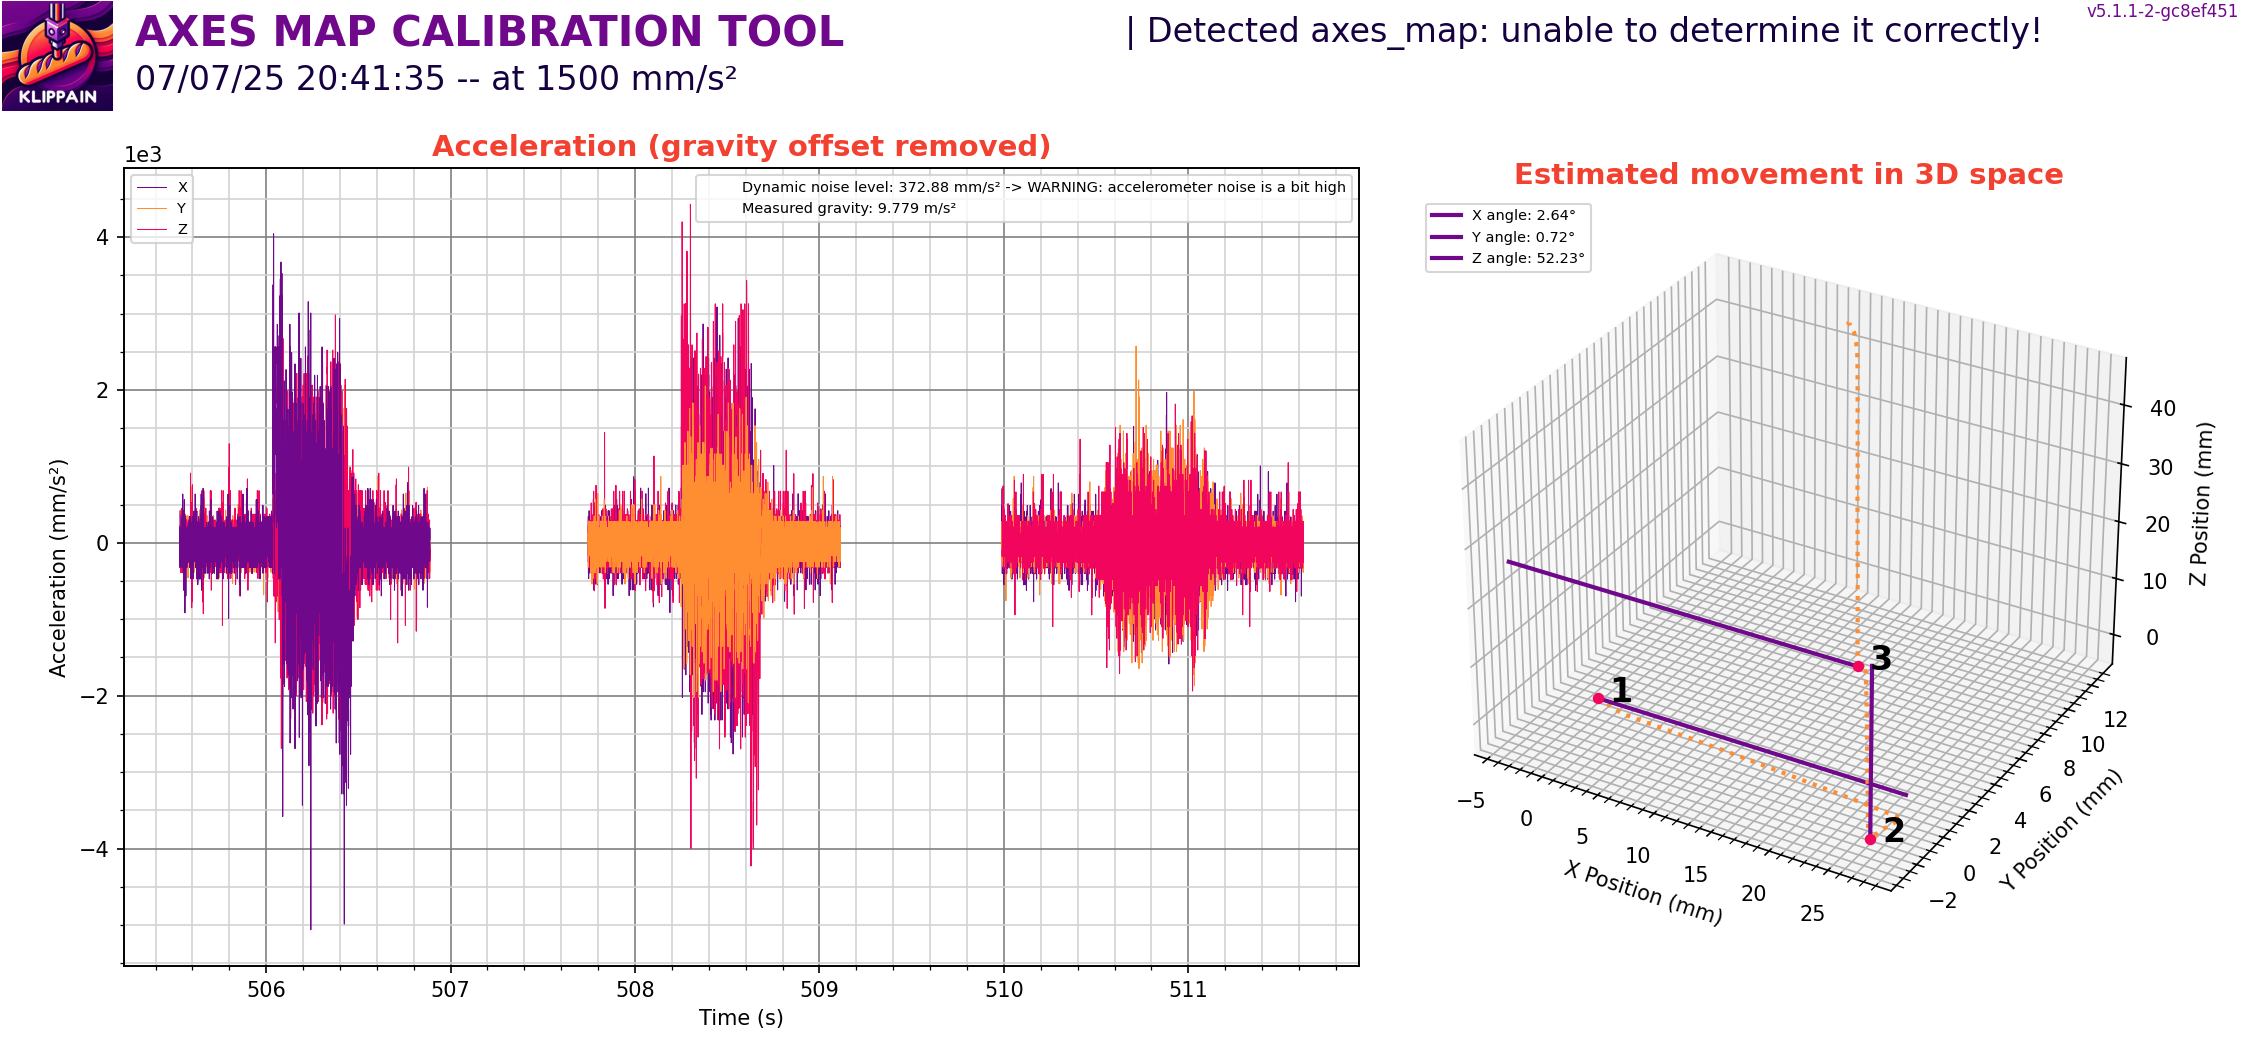 KLIPPAIN
AXES MAP CALIBRATION TOOL
07/07/25 20:41:35 -- at 1500 mm/s²
| Detected axes_map: unable to determine it correctly!
v5.1.1-2-gc8ef451
Acceleration (gravity offset removed)
1e3
X
Y
Z
Dynamic noise level: 372.88 mm/s² -> WARNING: accelerometer noise is a bit high
Measured gravity: 9.779 m/s²
4
2
0
−2
−4
Acceleration (mm/s²)
506
507
508
509
510
511
Time (s)
Estimated movement in 3D space
X angle: 2.64°
Y angle: 0.72°
Z angle: 52.23°
1
2
3
−5
0
5
10
15
20
25
X Position (mm)
−2
0
2
4
6
8
10
12
Y Position (mm)
0
10
20
30
40
Z Position (mm)